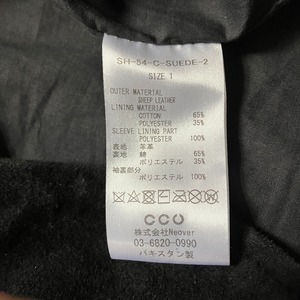 SH-54-C-SUEDE-2
SIZE 1
OUTER MATERIAL
SHEEP LEATHER
LINING MATERIAL
COTTON 65%
POLYESTER 35%
SLEEVE LINING PART
POLYESTER 100%
表地 羊革
裏地 綿 65%
ポリエステル 35%
袖裏部分
ポリエステル 100%
CCU
株式会社Neover
03-6820-0990
パキスタン製